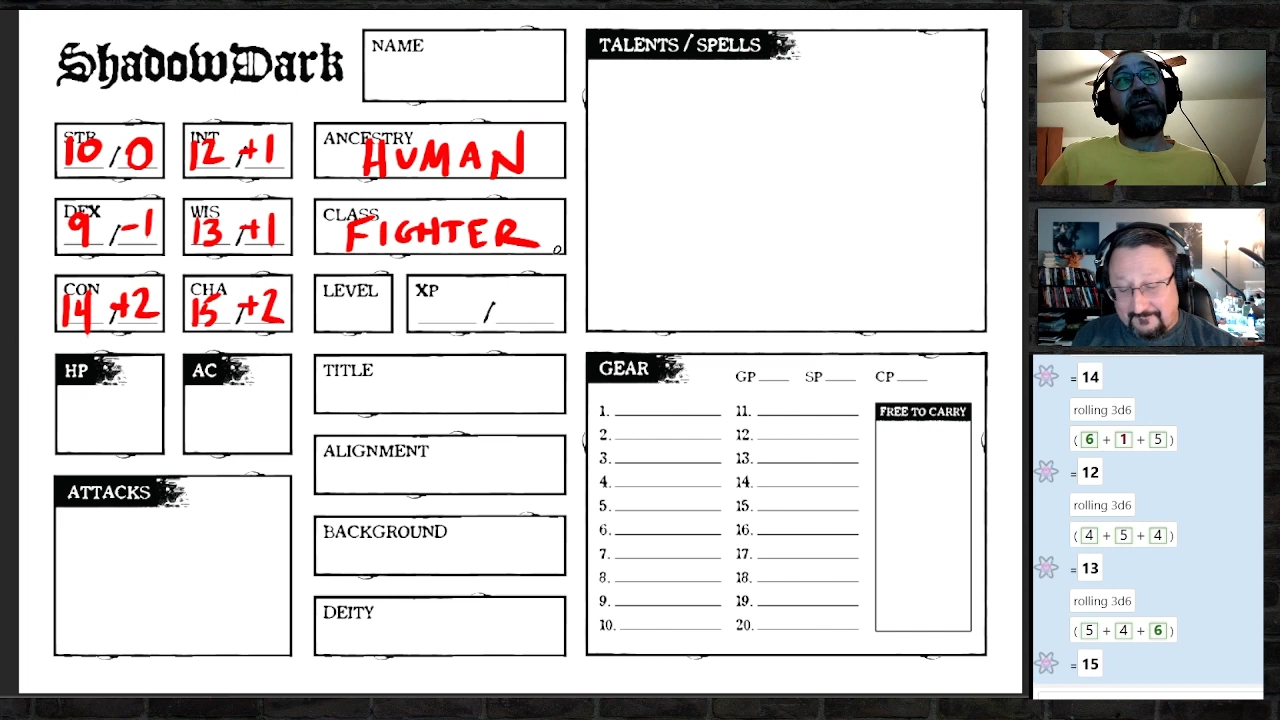 ShadowDark
NAME
STR
10 / 0
INT
12 / +1
ANCESTRY
HUMAN
DEX
9 / -1
WIS
13 / +1
CLASS
FIGHTER
CON
14 / +2
CHA
15 / +2
LEVEL
XP
/
HP
AC
TITLE
ALIGNMENT
ATTACKS
BACKGROUND
DEITY
TALENTS / SPELLS
GEAR
GP
SP
CP
1.
2.
3.
4.
5.
6.
7.
8.
9.
10.
11.
12.
13.
14.
15.
16.
17.
18.
19.
20.
FREE TO CARRY
= 14
rolling 3d6
( 6 + 1 + 5 )
= 12
rolling 3d6
( 4 + 5 + 4 )
= 13
rolling 3d6
( 5 + 4 + 6 )
= 15